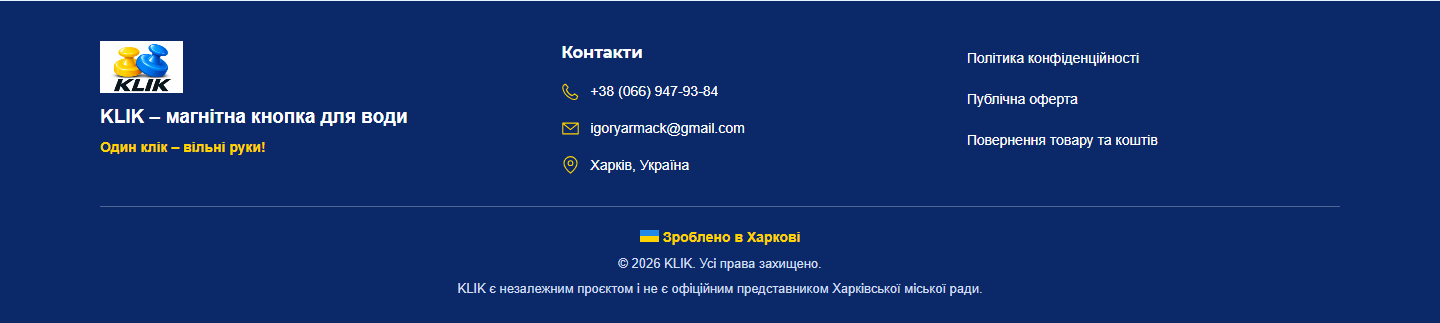 KLIK
KLIK – магнітна кнопка для води
Один клік – вільні руки!
Контакти
+38 (066) 947-93-84
igoryarmack@gmail.com
Харків, Україна
Політика конфіденційності
Публічна оферта
Повернення товару та коштів
Зроблено в Харкові
© 2026 KLIK. Усі права захищено.
KLIK є незалежним проєктом і не є офіційним представником Харківської міської ради.